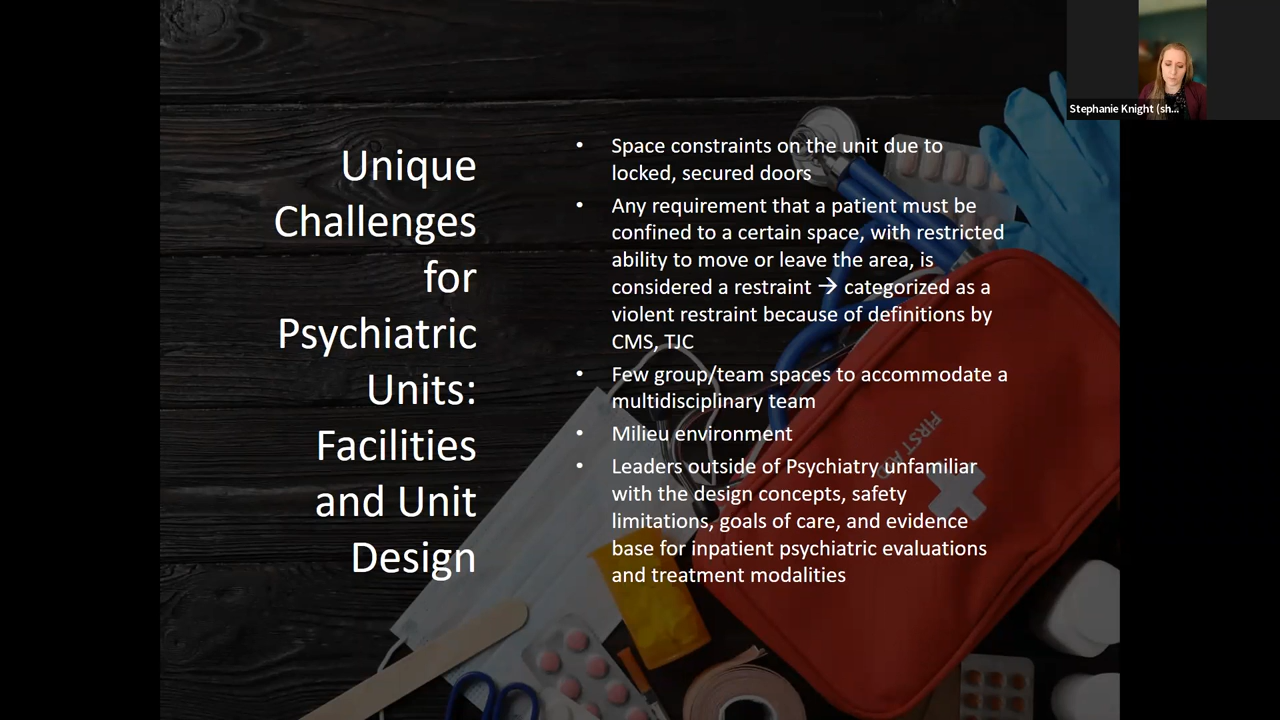 Unique
Challenges
for
Psychiatric
Units:
Facilities
and Unit
Design
• Space constraints on the unit due to
locked, secured doors
• Any requirement that a patient must be
confined to a certain space, with restricted
ability to move or leave the area, is
considered a restraint → categorized as a
violent restraint because of definitions by
CMS, TJC
• Few group/team spaces to accommodate a
multidisciplinary team
• Milieu environment
• Leaders outside of Psychiatry unfamiliar
with the design concepts, safety
limitations, goals of care, and evidence
base for inpatient psychiatric evaluations
and treatment modalities
Stephanie Knight (sh...
FIRST